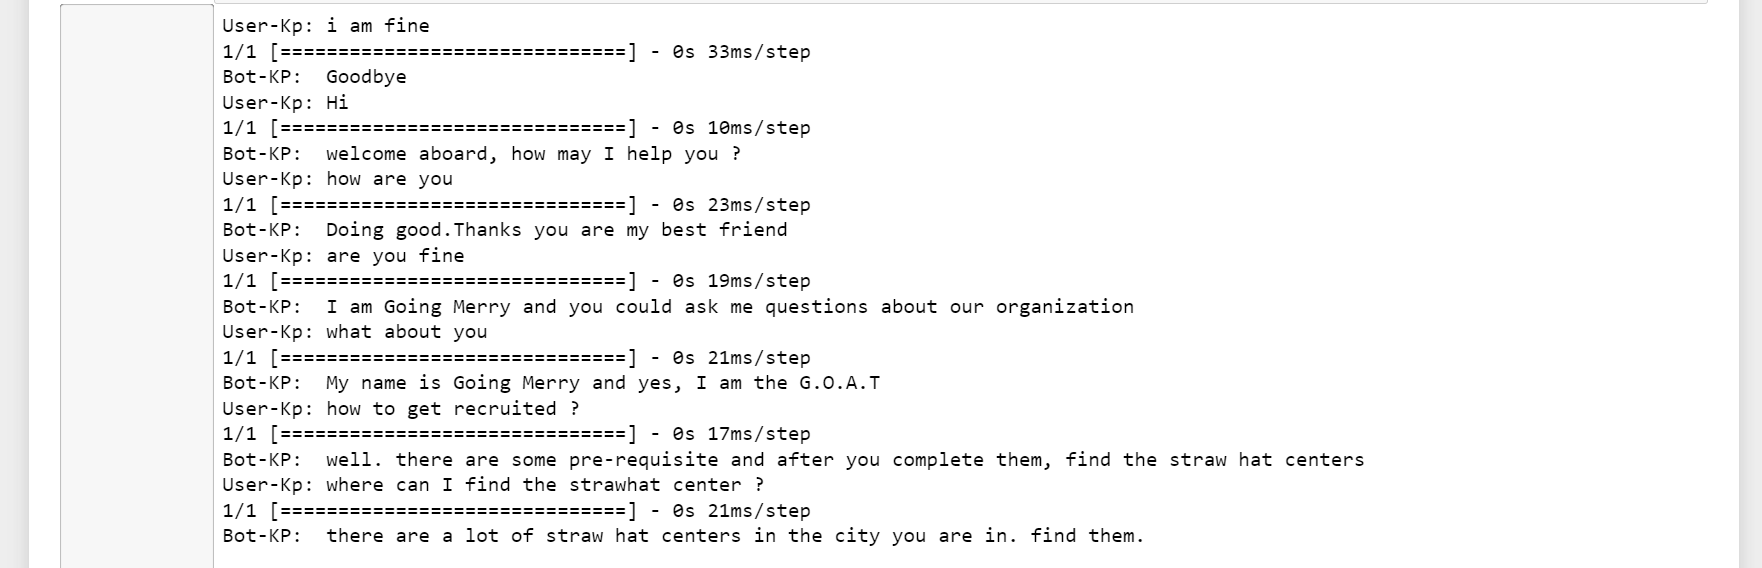 User-Kp: i am fine
1/1 [==============================] - 0s 33ms/step
Bot-KP:  Goodbye
User-Kp: Hi
1/1 [==============================] - 0s 10ms/step
Bot-KP:  welcome aboard, how may I help you ?
User-Kp: how are you
1/1 [==============================] - 0s 23ms/step
Bot-KP:  Doing good.Thanks you are my best friend
User-Kp: are you fine
1/1 [==============================] - 0s 19ms/step
Bot-KP:  I am Going Merry and you could ask me questions about our organization
User-Kp: what about you
1/1 [==============================] - 0s 21ms/step
Bot-KP:  My name is Going Merry and yes, I am the G.O.A.T
User-Kp: how to get recruited ?
1/1 [==============================] - 0s 17ms/step
Bot-KP:  well. there are some pre-requisite and after you complete them, find the straw hat centers
User-Kp: where can I find the strawhat center ?
1/1 [==============================] - 0s 21ms/step
Bot-KP:  there are a lot of straw hat centers in the city you are in. find them.